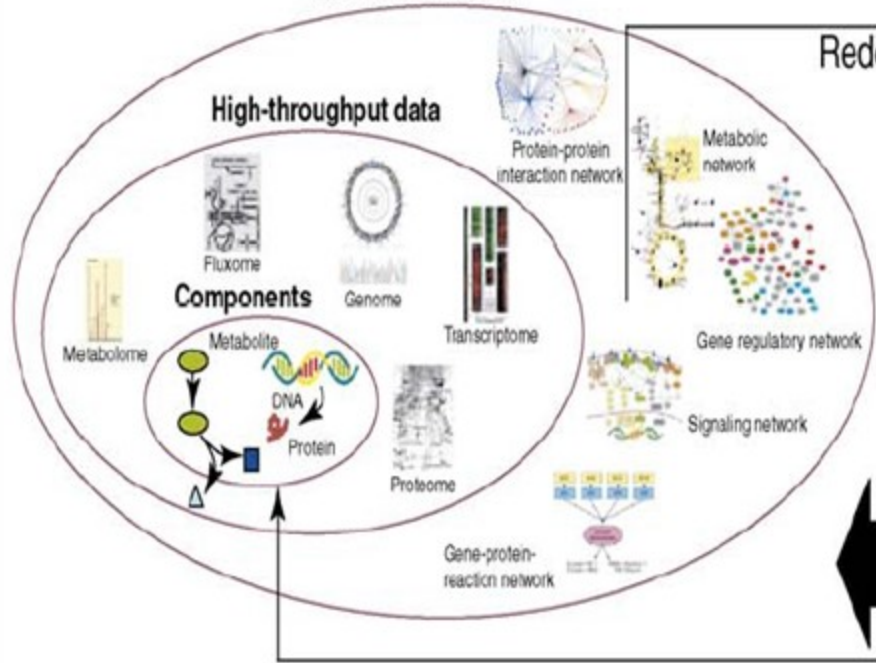 Rede
High-throughput data
Protein-protein
interaction network
Metabolic
network
Fluxome
Genome
Components
Transcriptome
Metabolome
Metabolite
Gene regulatory network
DNA
Protein
Signaling network
Proteome
Gene-protein-
reaction network